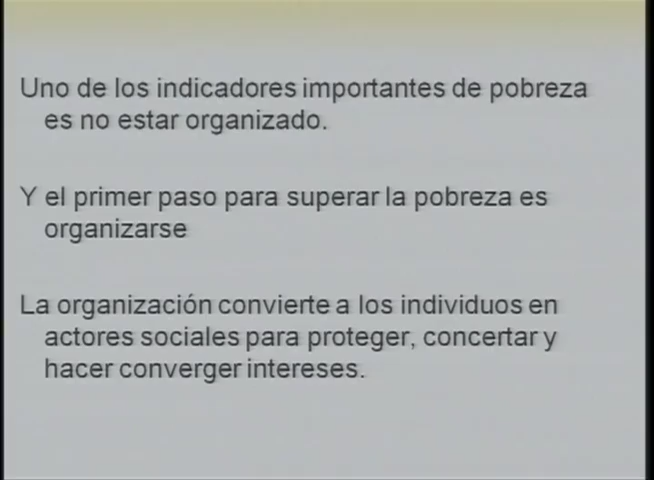 Uno de los indicadores importantes de pobreza
es no estar organizado.
Y el primer paso para superar la pobreza es
organizarse
La organización convierte a los individuos en
actores sociales para proteger, concertar y
hacer converger intereses.